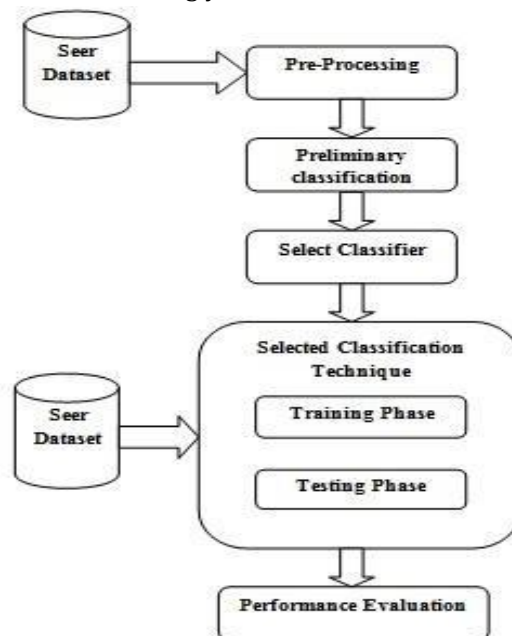 Seer
Dataset
Pre-Processing
Preliminary
classification
Select Classifier
Selected Classification
Technique
Training Phase
Seer
Dataset
Testing Phase
Performance Evaluation